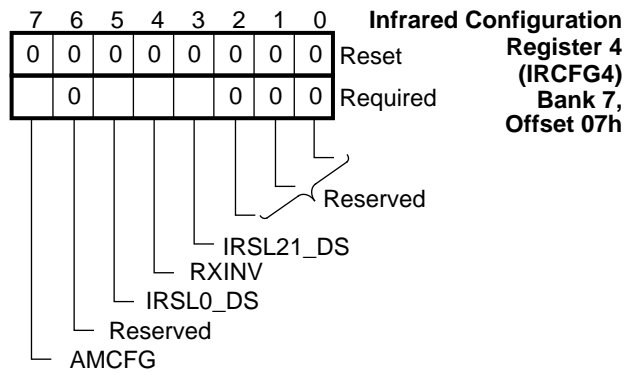 7 6 5 4 3 2 1 0
Infrared Configuration
Register 4
(IRCFG4)
Bank 7,
Offset 07h
0 0 0 0 0 0 0 0 Reset
0 0 0 0 Required
Reserved
IRSL21_DS
RXINV
IRSL0_DS
Reserved
AMCFG